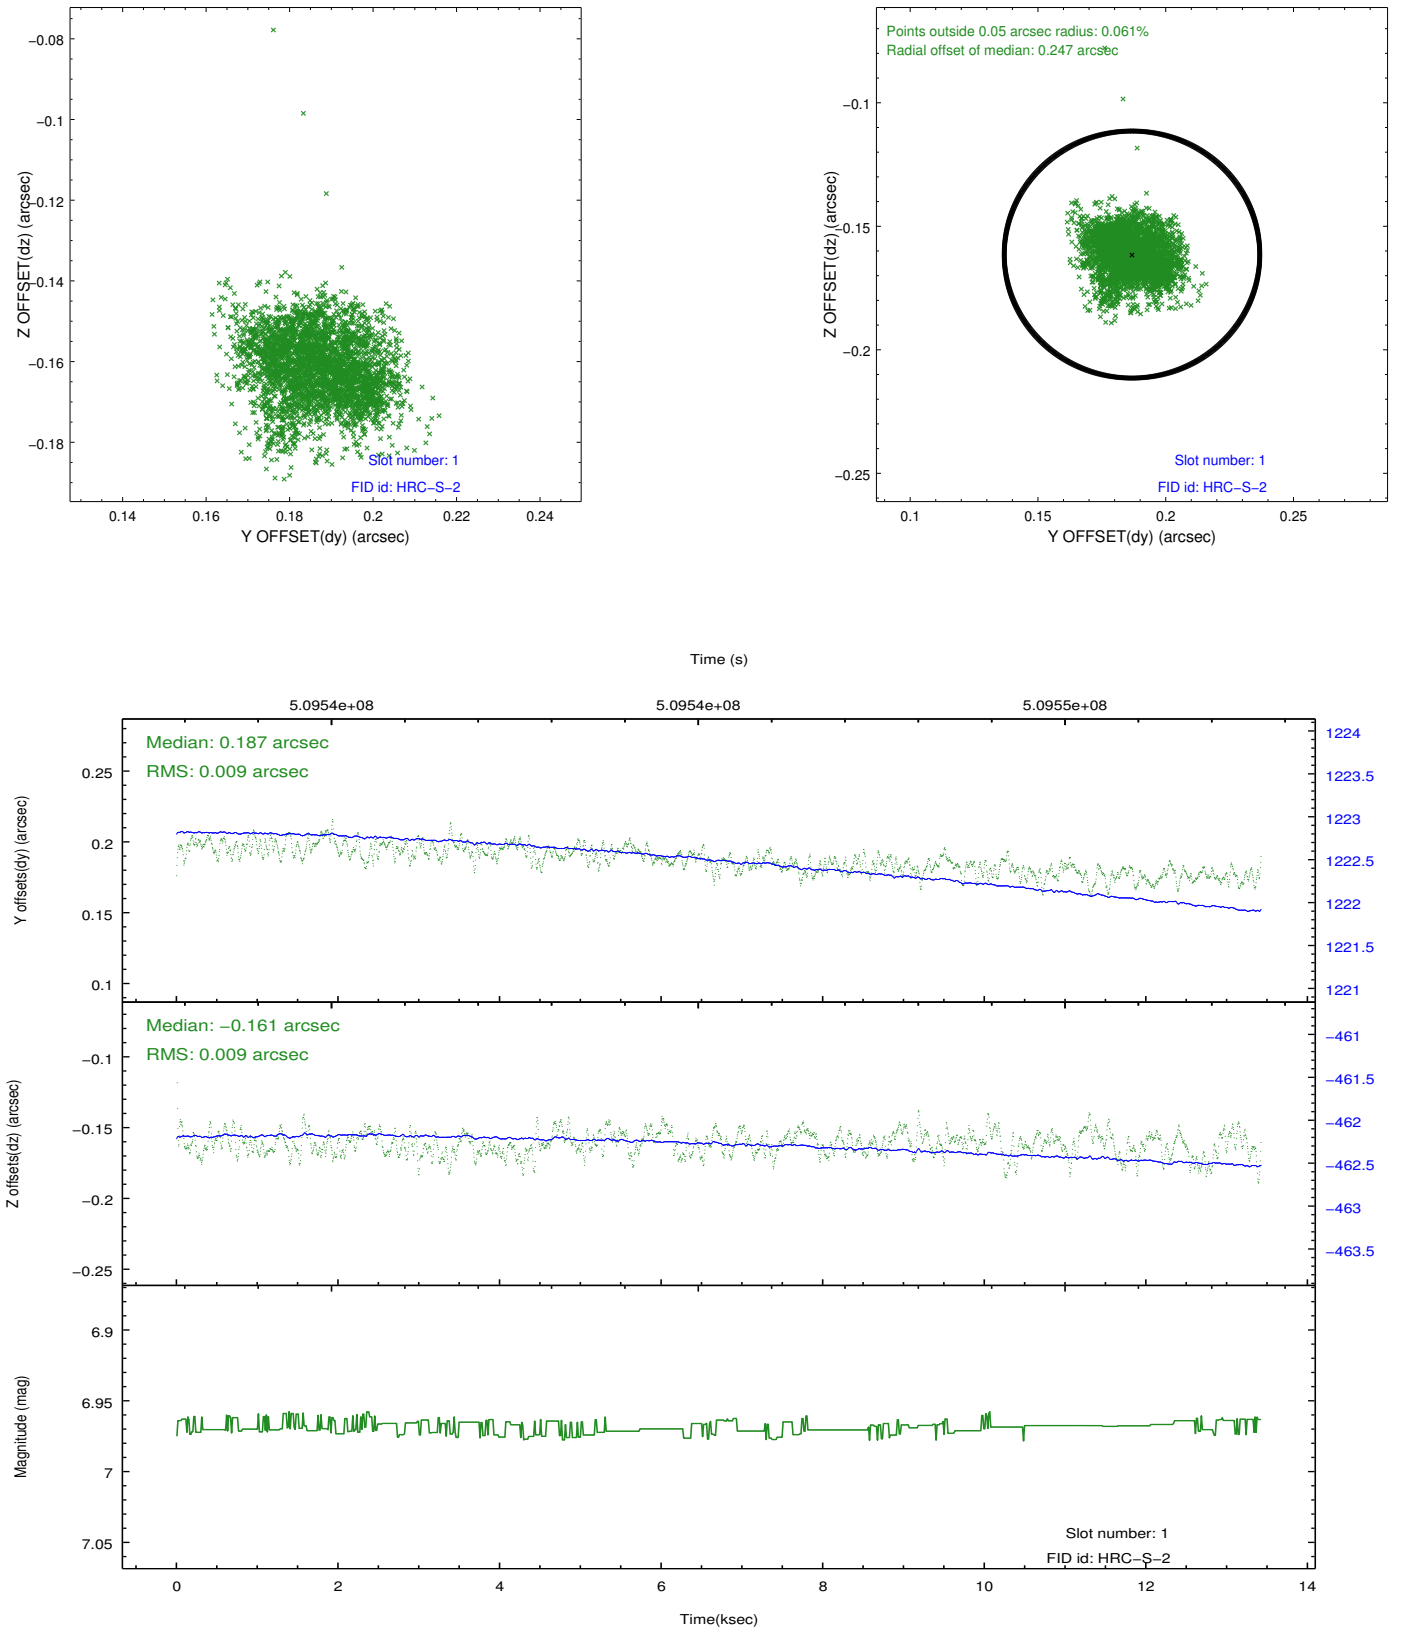 −0.08
−0.1
−0.12
−0.14
−0.16
−0.18
Z OFFSET(dz) (arcsec)
0.14 0.16 0.18 0.2 0.22 0.24
Y OFFSET(dy) (arcsec)
Slot number: 1
FID id: HRC−S−2
Points outside 0.05 arcsec radius: 0.061%
Radial offset of median: 0.247 arcsec
−0.1
−0.15
−0.2
−0.25
Z OFFSET(dz) (arcsec)
0.1 0.15 0.2 0.25
Y OFFSET(dy) (arcsec)
Slot number: 1
FID id: HRC−S−2
Time (s)
5.0954e+08 5.0954e+08 5.0955e+08
Median: 0.187 arcsec
RMS: 0.009 arcsec
0.25
0.2
0.15
0.1
Y offsets(dy) (arcsec)
1224
1223.5
1223
1222.5
1222
1221.5
1221
Median: −0.161 arcsec
RMS: 0.009 arcsec
−0.1
−0.15
−0.2
−0.25
Z offsets(dz) (arcsec)
−461
−461.5
−462
−462.5
−463
−463.5
6.9
6.95
7
7.05
Magnitude (mag)
Slot number: 1
FID id: HRC−S−2
0 2 4 6 8 10 12 14
Time(ksec)